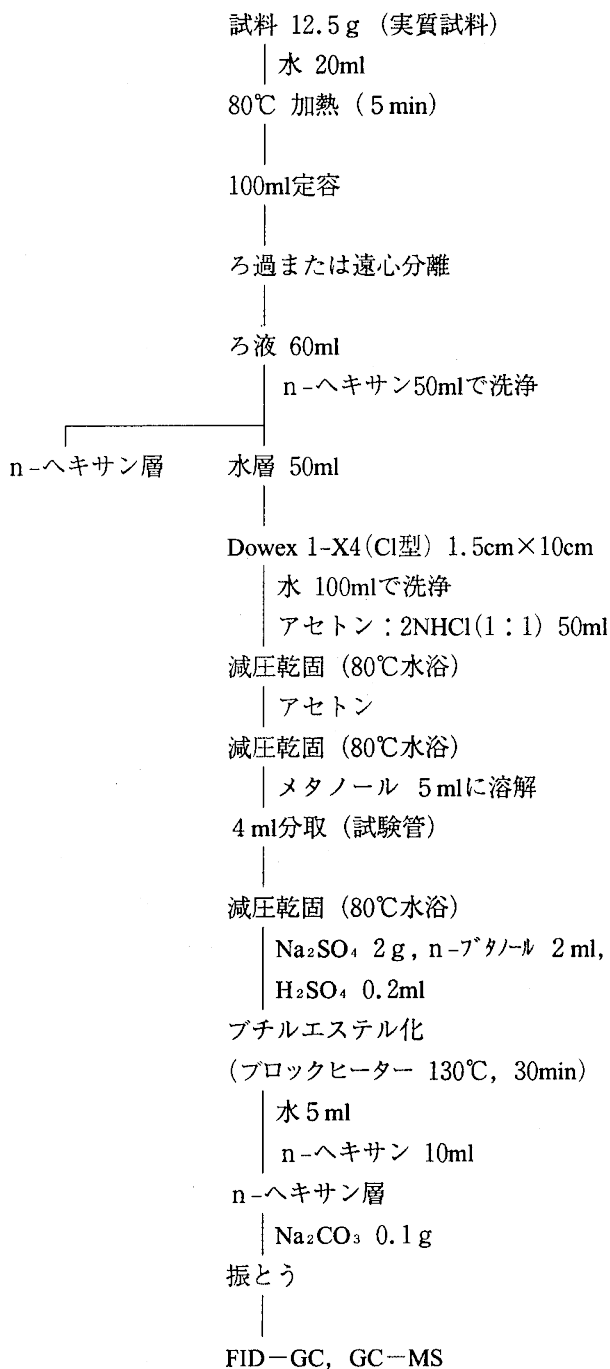 試料 12.5g (実質試料)
水 20ml
80℃ 加熱 (5min)
100ml定容
ろ過または遠心分離
ろ液 60ml
n-ヘキサン50mlで洗浄
n-ヘキサン層 水層 50ml
Dowex 1-X4(Cl型) 1.5cm×10cm
水 100mlで洗浄
アセトン:2NHCl(1:1) 50ml
減圧乾固 (80℃水浴)
アセトン
減圧乾固 (80℃水浴)
メタノール 5mlに溶解
4ml分取 (試験管)
減圧乾固 (80℃水浴)
Na₂SO₄ 2g, n-ブタノール 2ml,
H₂SO₄ 0.2ml
ブチルエステル化
(ブロックヒーター 130℃, 30min)
水5ml
n-ヘキサン 10ml
n-ヘキサン層
Na₂CO₃ 0.1g
振とう
FID-GC, GC-MS